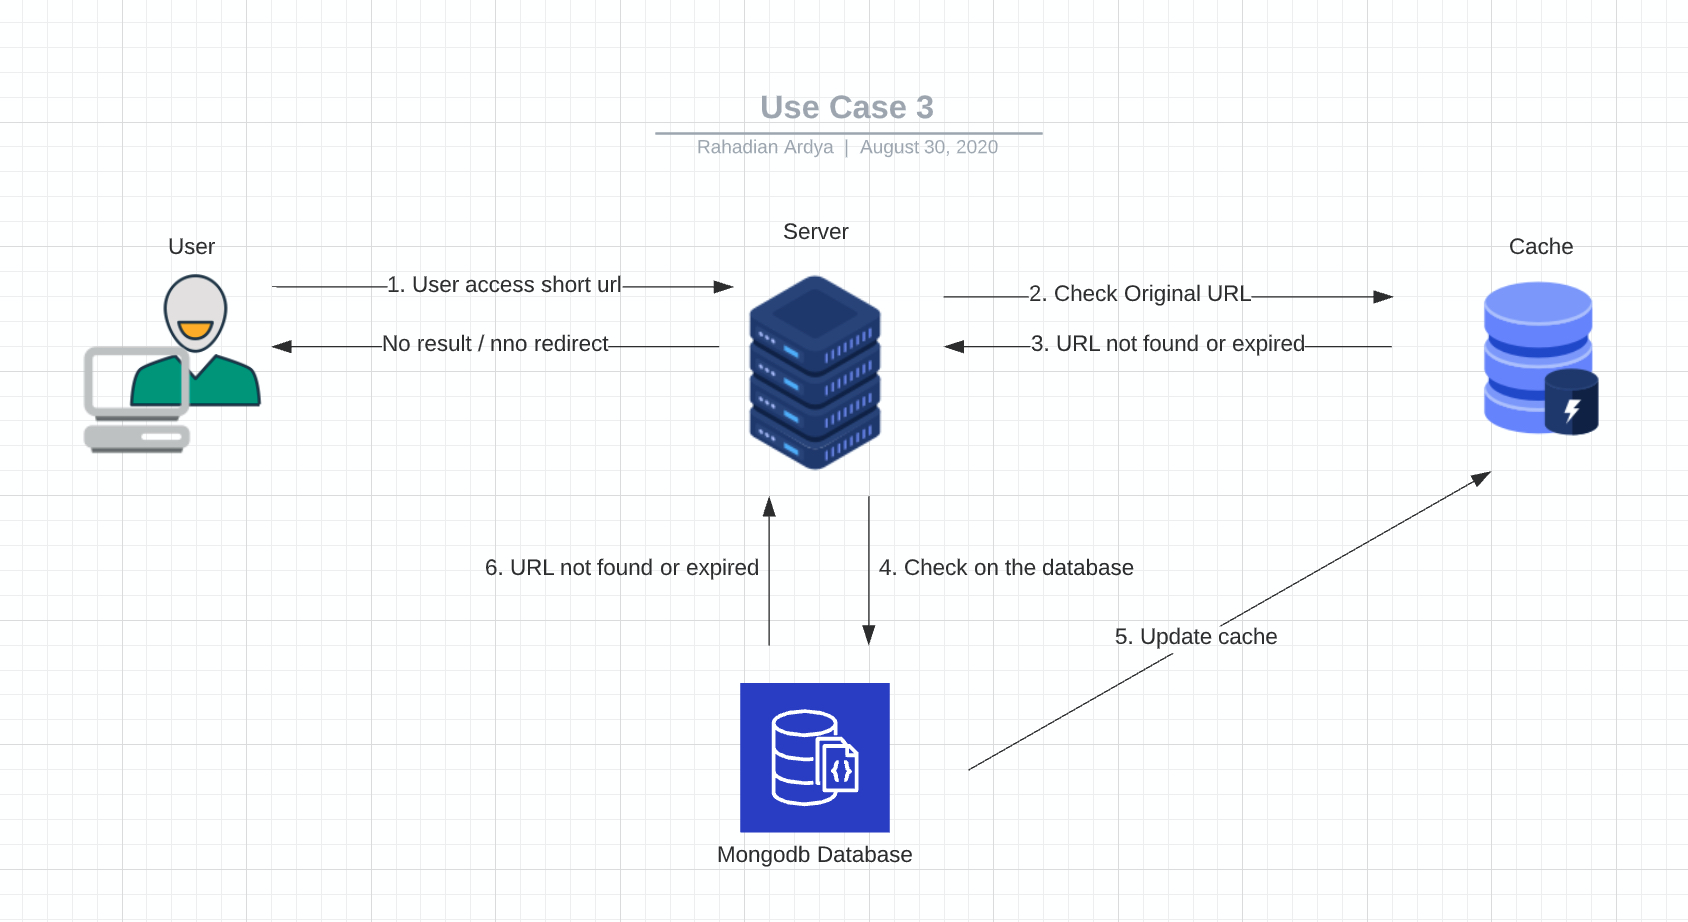 Use Case 3
Rahadian Ardya | August 30, 2020
User
Server
Cache
1. User access short url
2. Check Original URL
No result / nno redirect
3. URL not found or expired
6. URL not found or expired
4. Check on the database
5. Update cache
{}
Mongodb Database